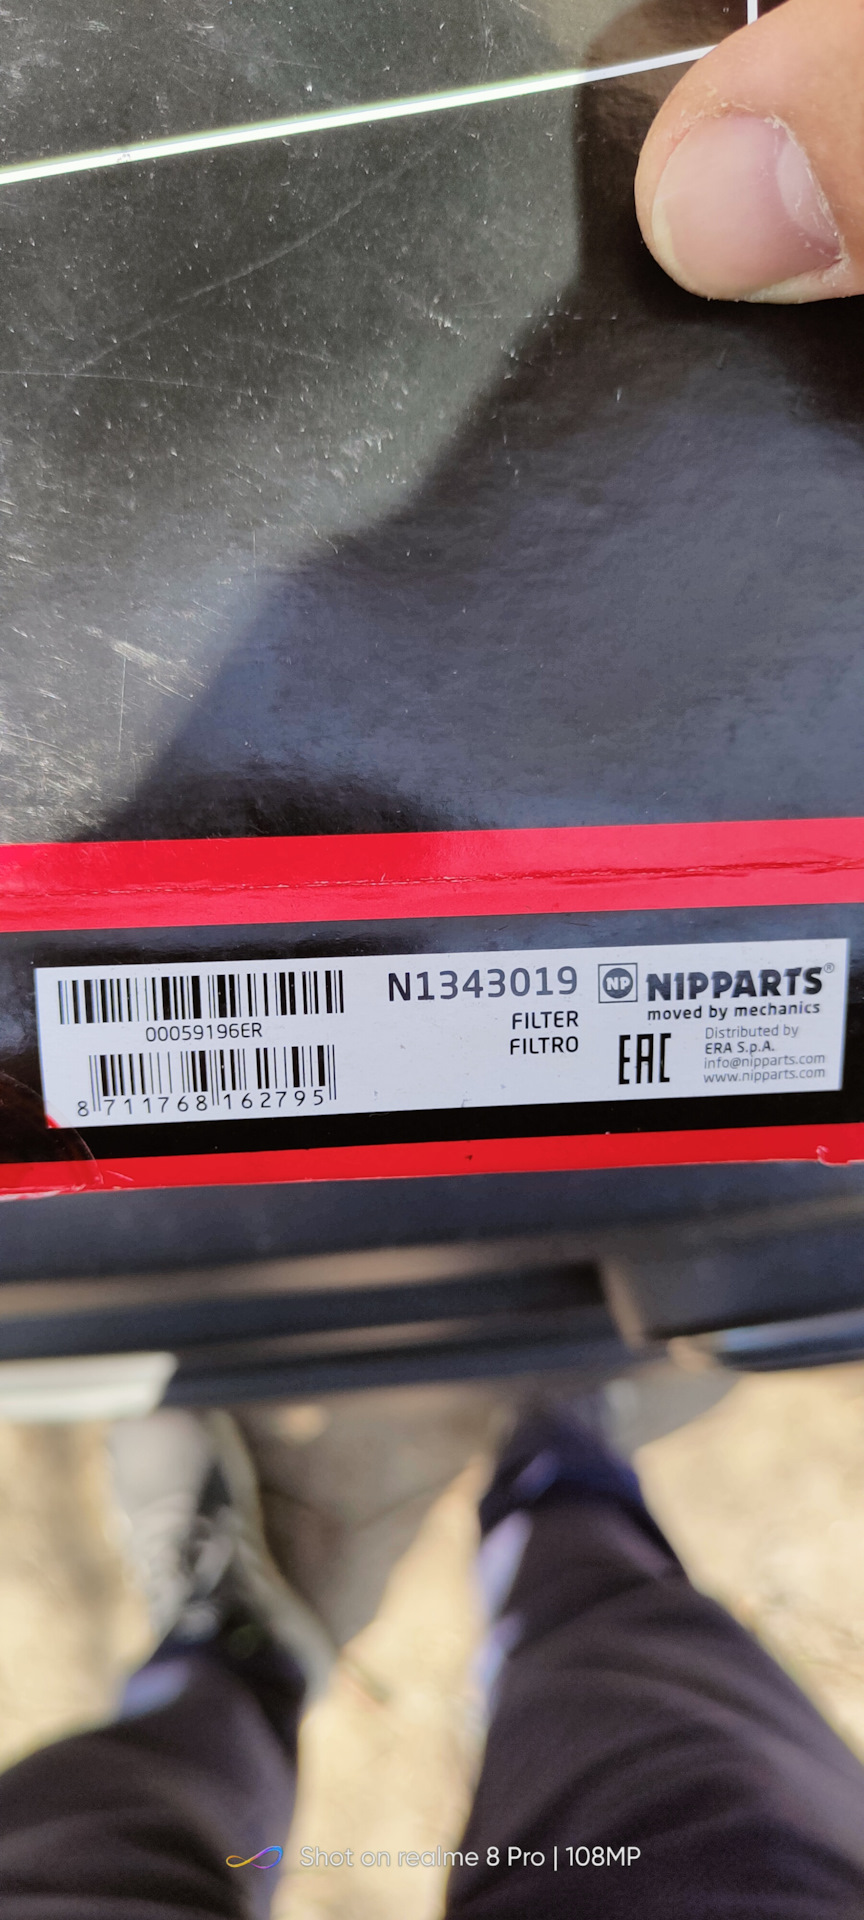 00059196ER
8 711768 162795
N1343019
FILTER
FILTRO
NP NIPPARTS®
moved by mechanics
EAC
Distributed by
ERA S.p.A.
info@nipparts.com
www.nipparts.com
Shot on realme 8 Pro | 108MP